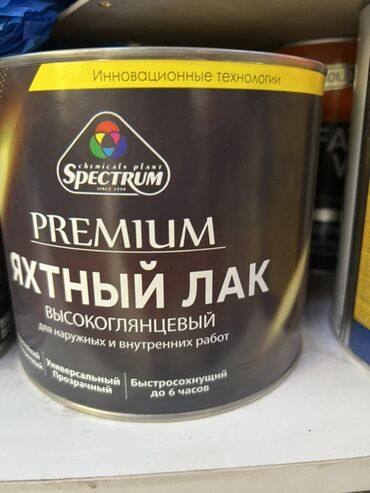 Инновационные технологии
chemicals plant
SPECTRUM
since 1994
PREMIUM
ЯХТНЫЙ ЛАК
ВЫСОКОГЛЯНЦЕВЫЙ
для наружных и внутренних работ
Универсальный
Прозрачный
Быстросохнущий
до 6 часов